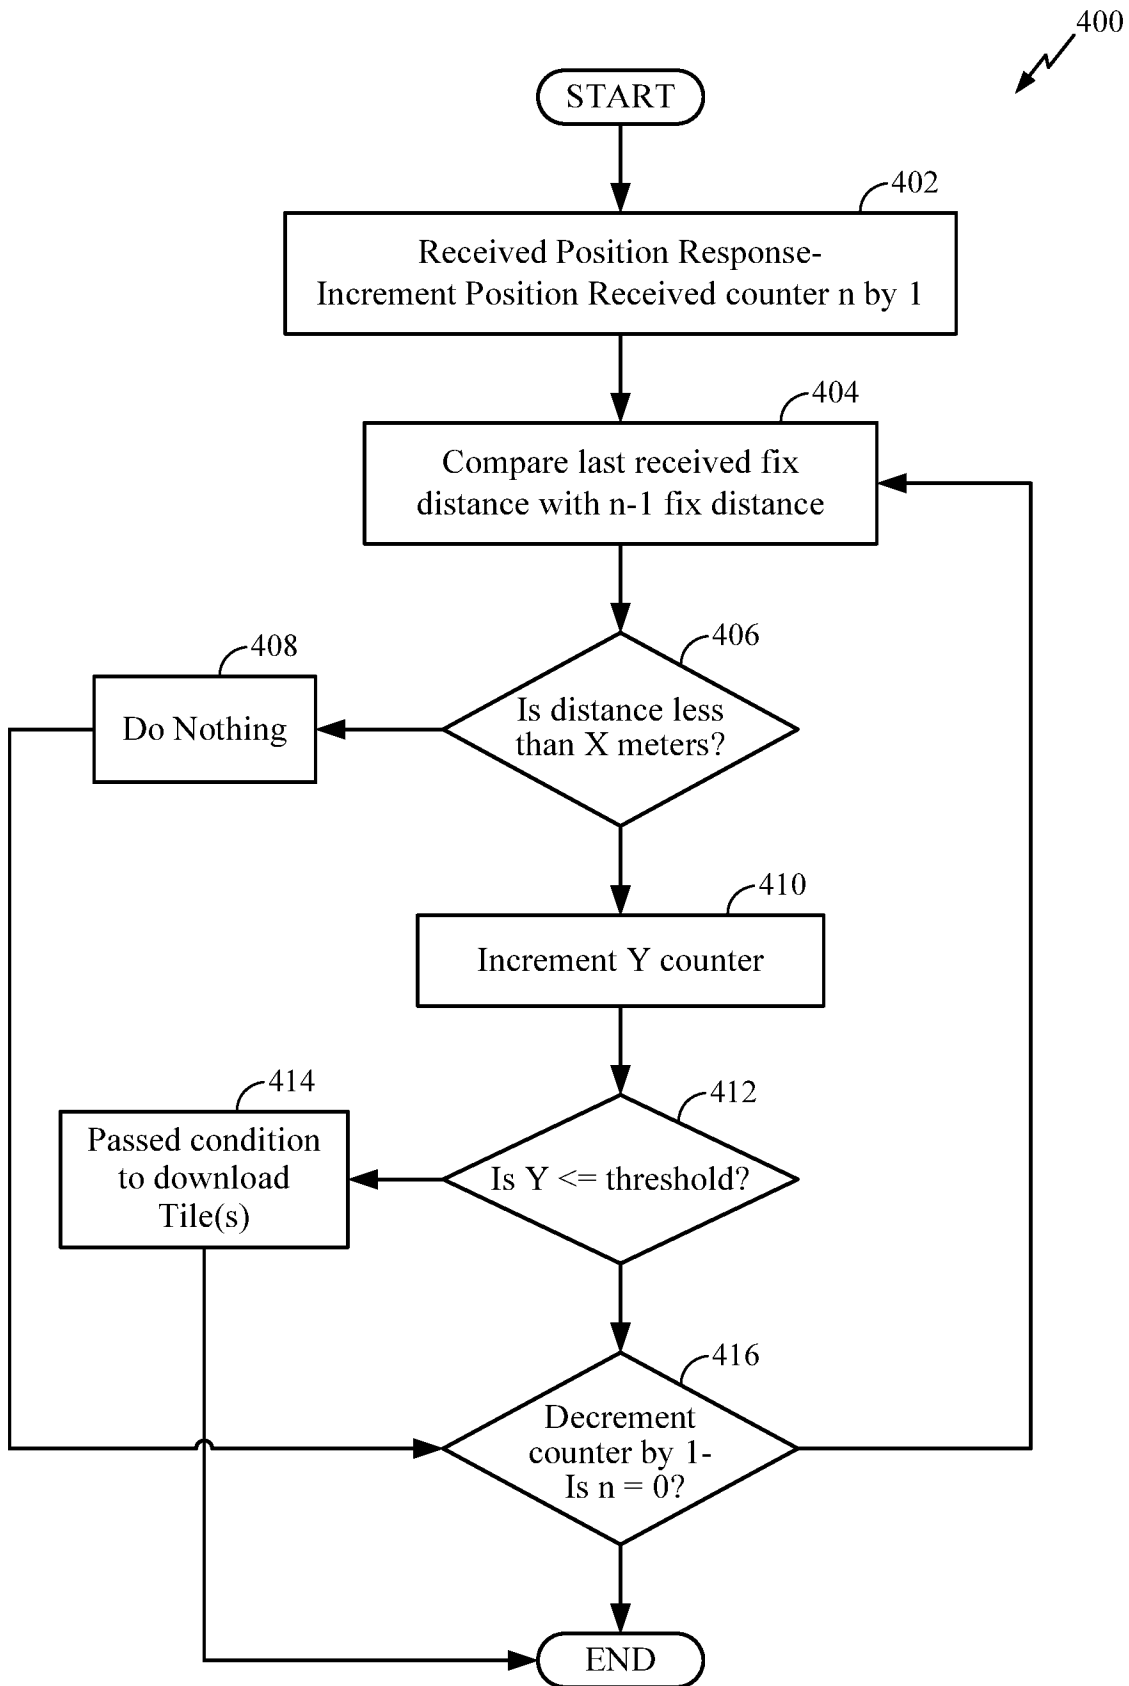 400
START
402
Received Position Response-
Increment Position Received counter n by 1
404
Compare last received fix
distance with n-1 fix distance
406
Is distance less
than X meters?
408
Do Nothing
410
Increment Y counter
412
Is Y <= threshold?
414
Passed condition
to download
Tile(s)
416
Decrement
counter by 1-
Is n = 0?
END